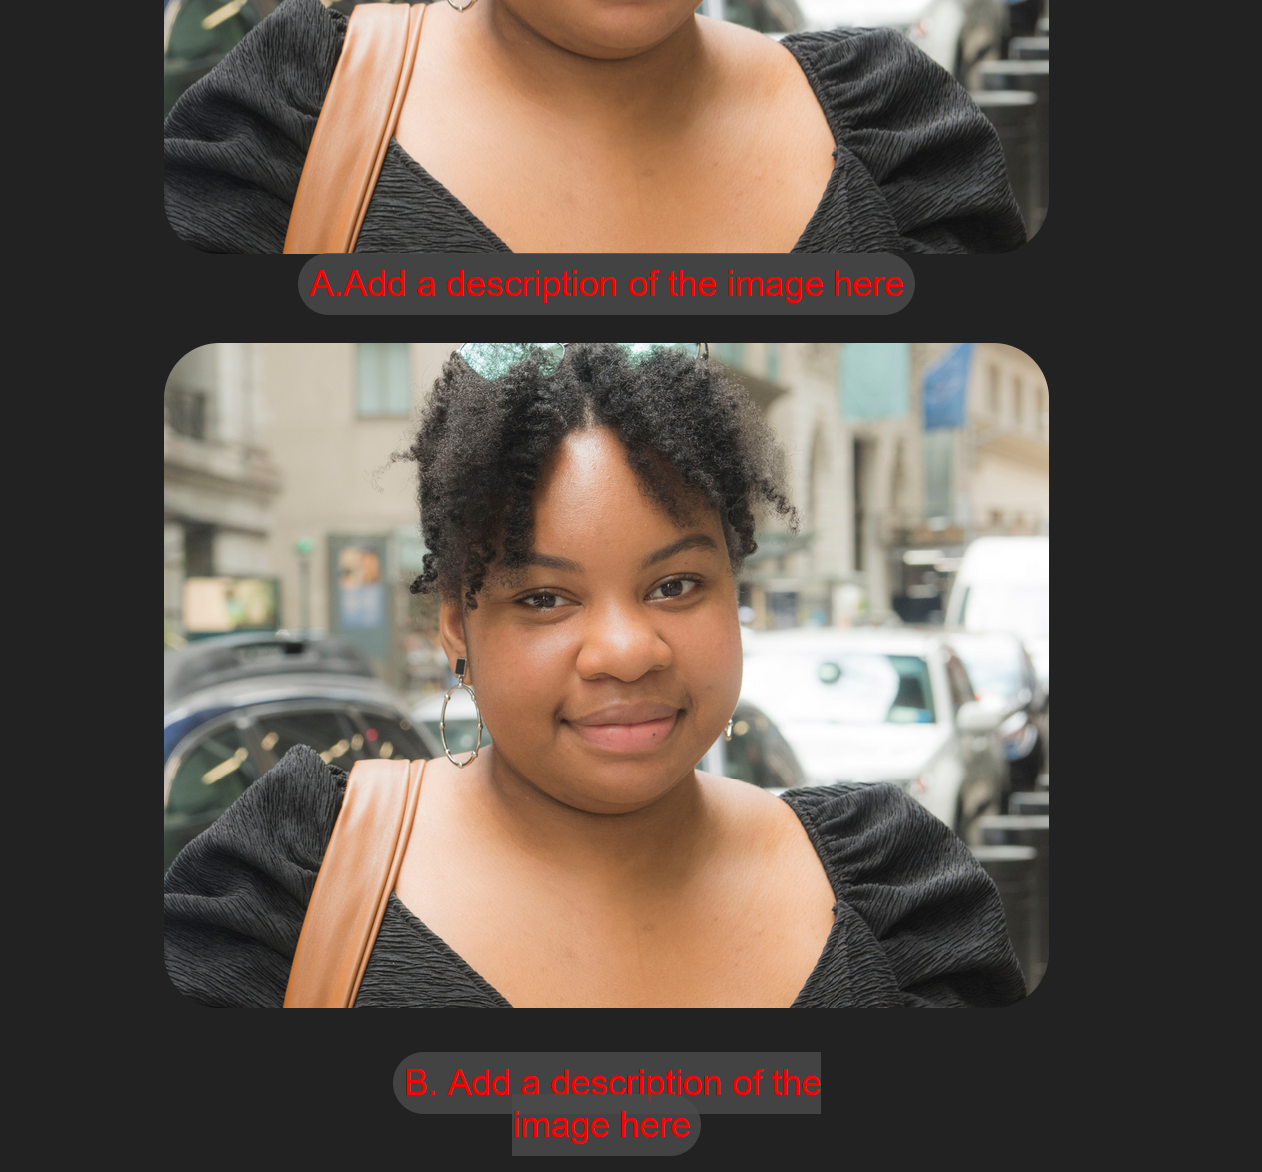 A.Add a description of the image here
B. Add a description of the
image here